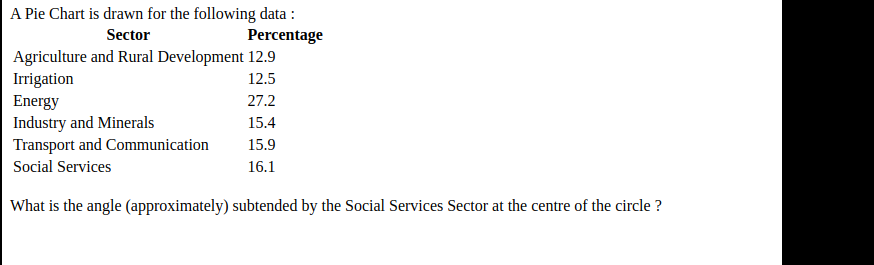 A Pie Chart is drawn for the following data :
Sector Percentage
Agriculture and Rural Development 12.9
Irrigation 12.5
Energy 27.2
Industry and Minerals 15.4
Transport and Communication 15.9
Social Services 16.1
What is the angle (approximately) subtended by the Social Services Sector at the centre of the circle ?